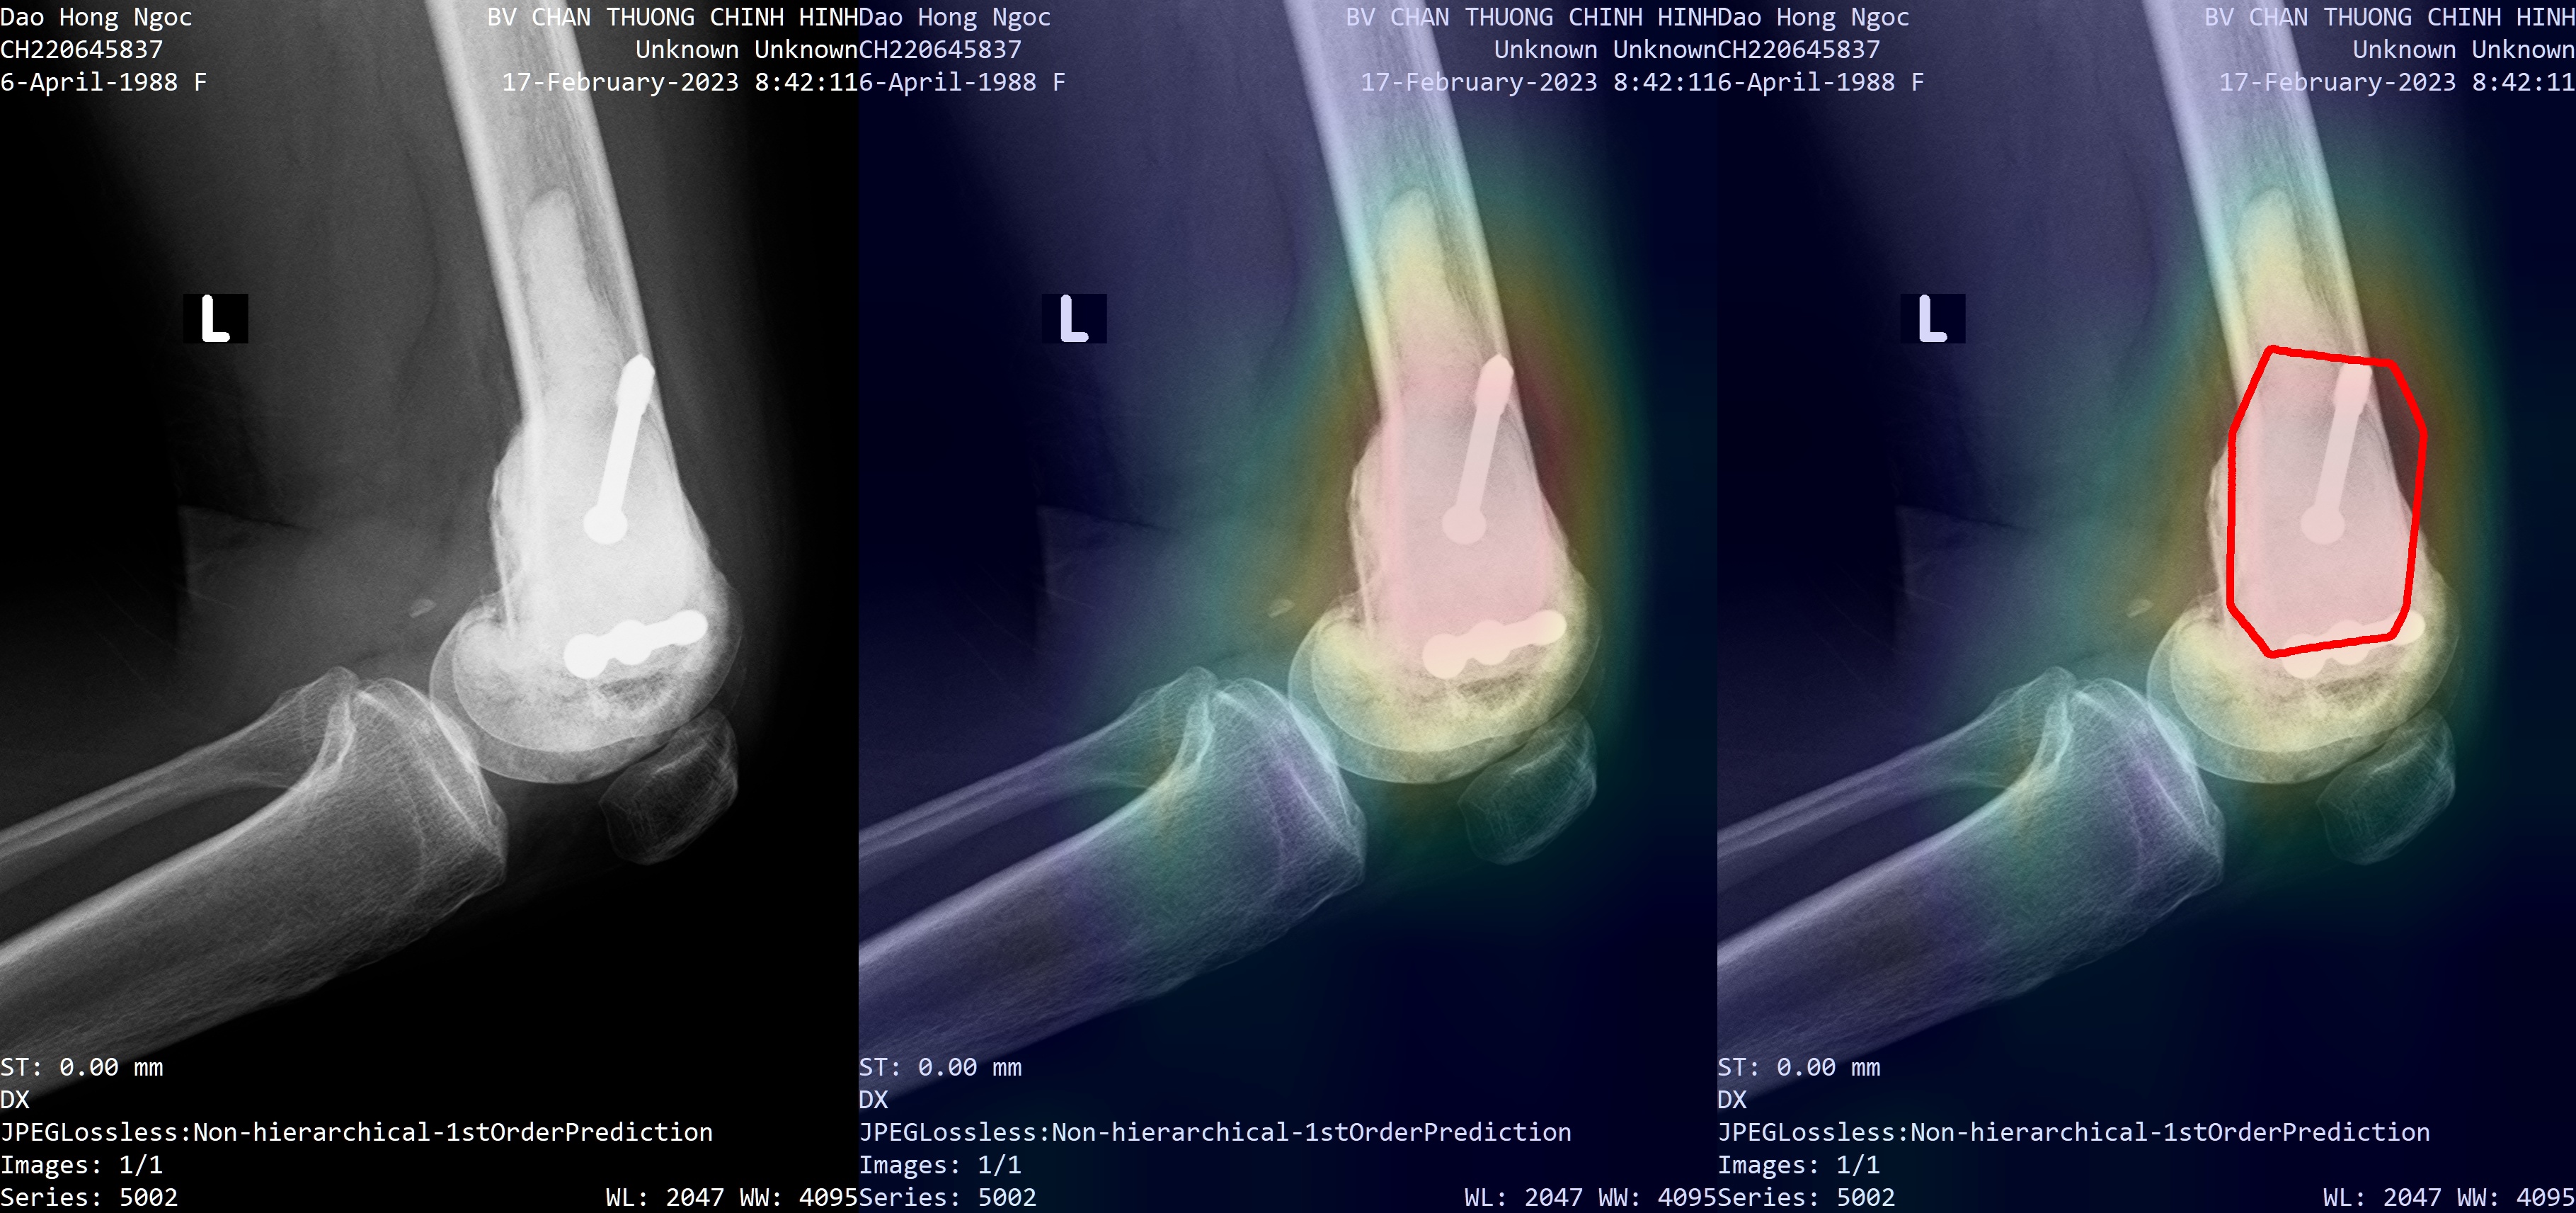 Dao Hong Ngoc
CH220645837
6-April-1988 F
BV CHAN THUONG CHINH HINH
Unknown Unknown
17-February-2023 8:42:11
L
ST: 0.00 mm
DX
JPEGLossless:Non-hierarchical-1stOrderPrediction
Images: 1/1
Series: 5002
WL: 2047 WW: 4095
Dao Hong Ngoc
CH220645837
6-April-1988 F
BV CHAN THUONG CHINH HINH
Unknown Unknown
17-February-2023 8:42:11
L
ST: 0.00 mm
DX
JPEGLossless:Non-hierarchical-1stOrderPrediction
Images: 1/1
Series: 5002
WL: 2047 WW: 4095
Dao Hong Ngoc
CH220645837
6-April-1988 F
BV CHAN THUONG CHINH HINH
Unknown Unknown
17-February-2023 8:42:11
L
ST: 0.00 mm
DX
JPEGLossless:Non-hierarchical-1stOrderPrediction
Images: 1/1
Series: 5002
WL: 2047 WW: 4095